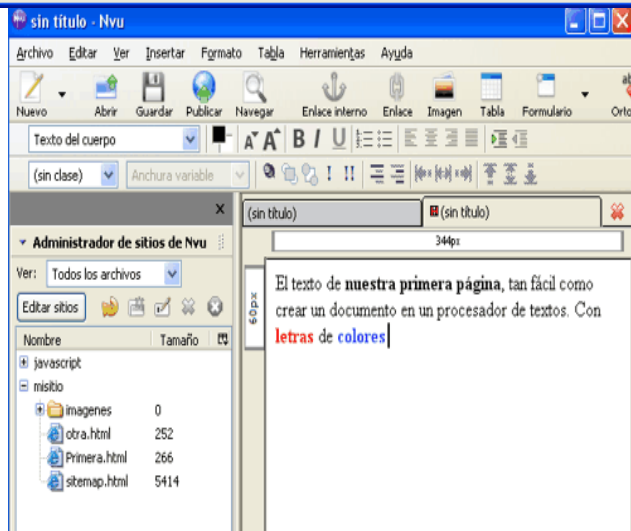 sin título - Nvu
Archivo Editar Ver Insertar Formato Tabla Herramientas Ayuda
Nuevo Abrir Guardar Publicar Navegar Enlace interno Enlace Imagen Tabla Formulario Orto
Texto del cuerpo
(sin clase) Anchura variable
(sin título) (sin título)
Administrador de sitios de Nvu
344px
Ver: Todos los archivos
60px
Editar sitios
El texto de nuestra primera página, tan fácil como
crear un documento en un procesador de textos. Con
letras de colores
Nombre Tamaño
javascript
misitio
imagenes 0
otra.html 252
Primera.html 266
sitemap.html 5414